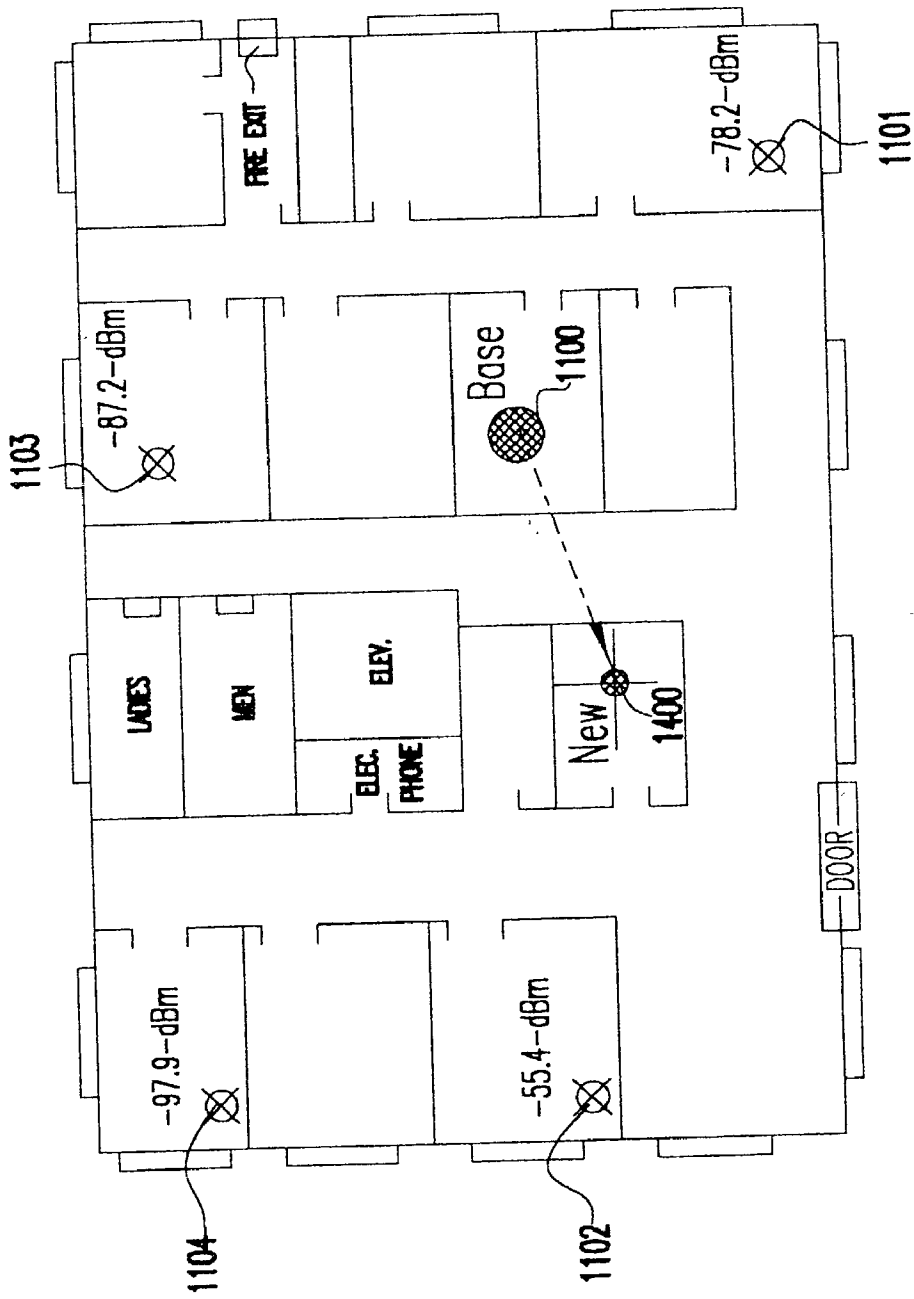 1104
-97.9-dBm
1102
-55.4-dBm
DOOR
LADIES
MEN
ELEC.
PHONE
ELEV.
New
1400
1103
-87.2-dBm
Base
1100
FIRE EXIT
-78.2-dBm
1101